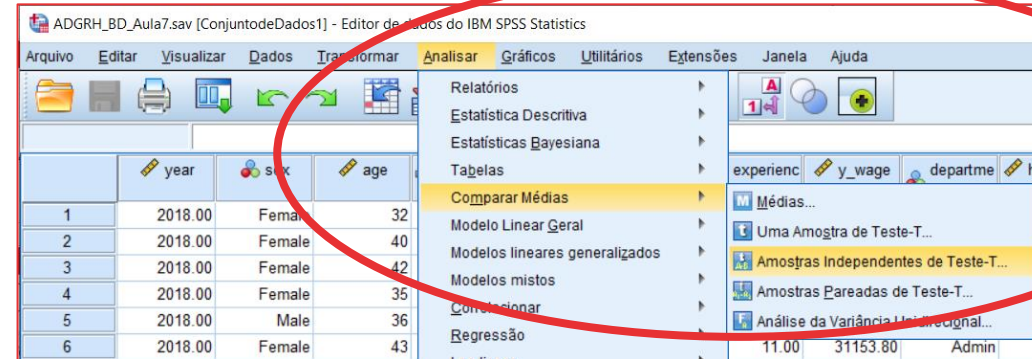 ADGRH_BD_Aula7.sav [ConjuntodeDados1] - Editor de dados do IBM SPSS Statistics
Arquivo Editar Visualizar Dados Transformar Analisar Gráficos Utilitários Extensões Janela Ajuda
Relatórios
Estatística Descritiva
Estatísticas Bayesiana
Tabelas
Comparar Médias
Modelo Linear Geral
Modelos lineares generalizados
Modelos mistos
Correlacionar
Regressão
A
1
year sex age experienc y_wage departme
Médias...
Uma Amostra de Teste-T...
Amostras Independentes de Teste-T...
Amostras Pareadas de Teste-T...
Análise da Variância Unidirecional...
1 2018.00 Female 32
2 2018.00 Female 40
3 2018.00 Female 42
4 2018.00 Female 35
5 2018.00 Male 36
6 2018.00 Female 43 11.00 31153.80 Admin